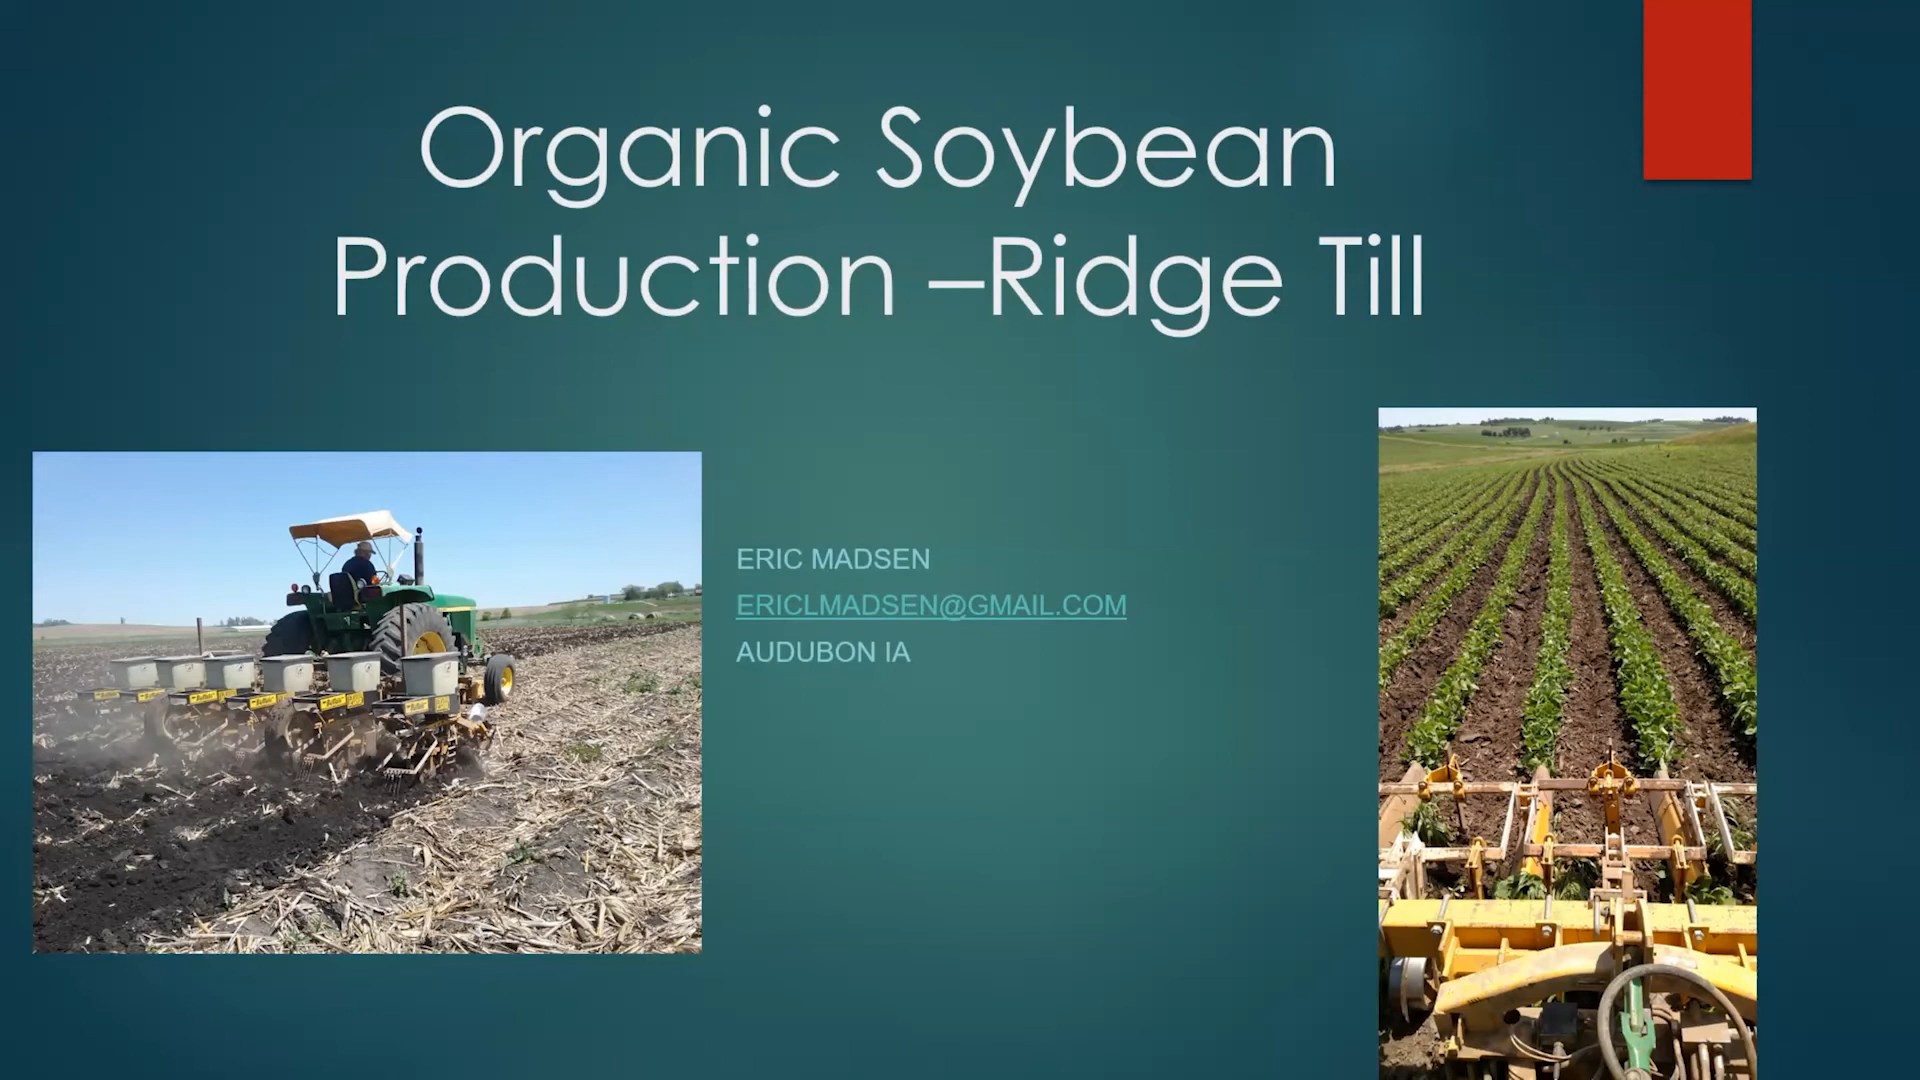 Organic Soybean
Production –Ridge Till
ERIC MADSEN
ERICLMADSEN@GMAIL.COM
AUDUBON IA